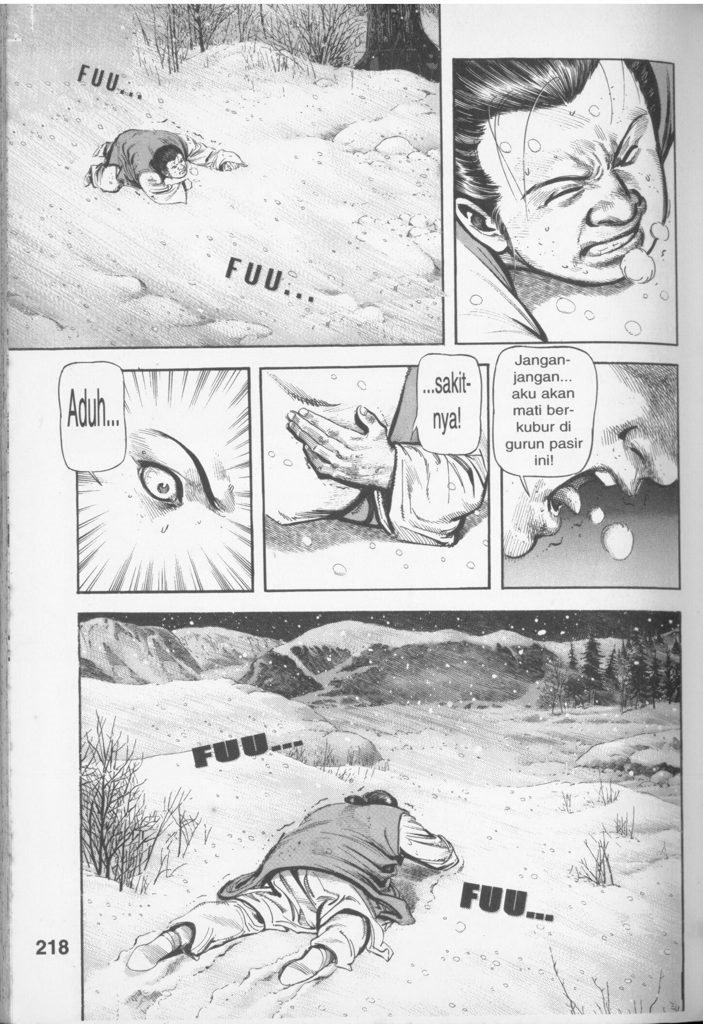 FUU...
FUU...
Aduh...
...sakit-
nya!
Jangan-
jangan...
aku akan
mati ber-
kubur di
gurun pasir
ini!
FUU...
FUU...
218